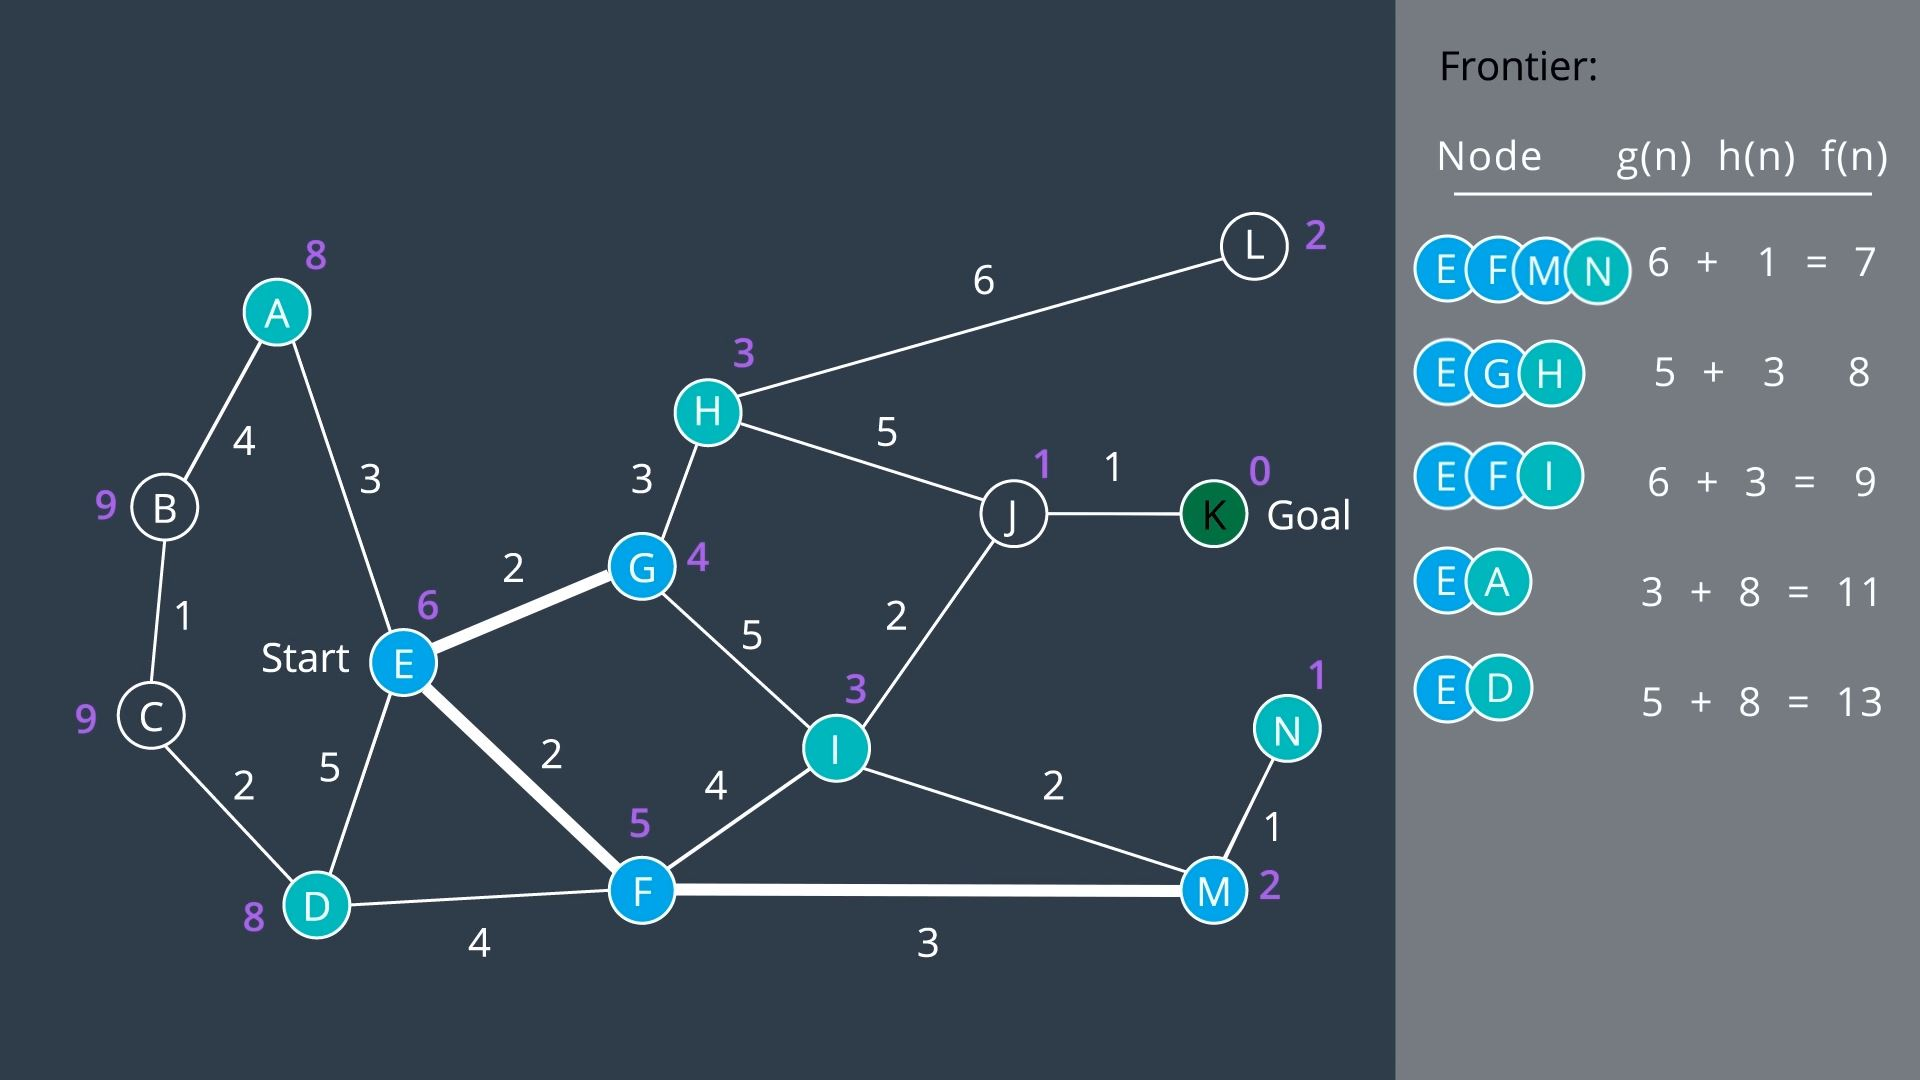 Frontier:
Node g(n) h(n) f(n)
E F M N 6 + 1 = 7
E G H 5 + 3 8
E F I 6 + 3 = 9
E A 3 + 8 = 11
E D 5 + 8 = 13
L 2
8
6
A
3
H
4
5
3
3
1
1
0
9
B
J
K
Goal
2
G
4
6
1
Start
E
2
5
3
1
9
C
I
N
5
2
4
2
2
5
1
8
D
F
M
2
4
3